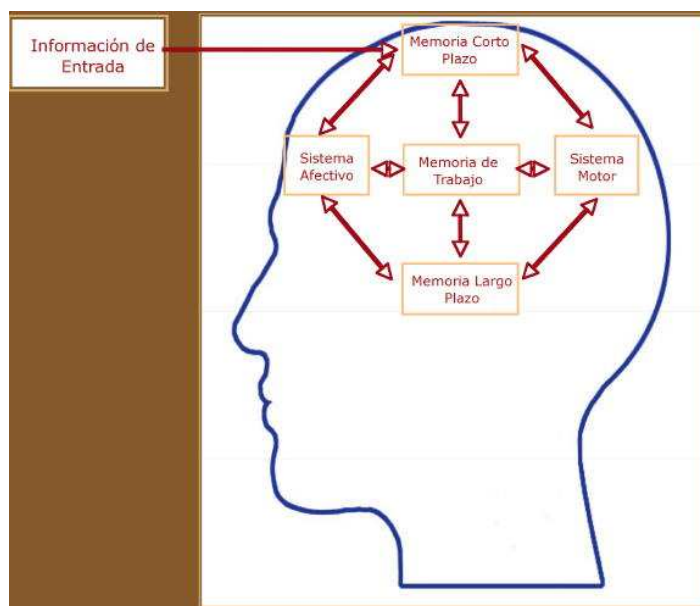 Información de
Entrada
Memoria Corto
Plazo
Sistema
Afectivo
Memoria de
Trabajo
Sistema
Motor
Memoria Largo
Plazo